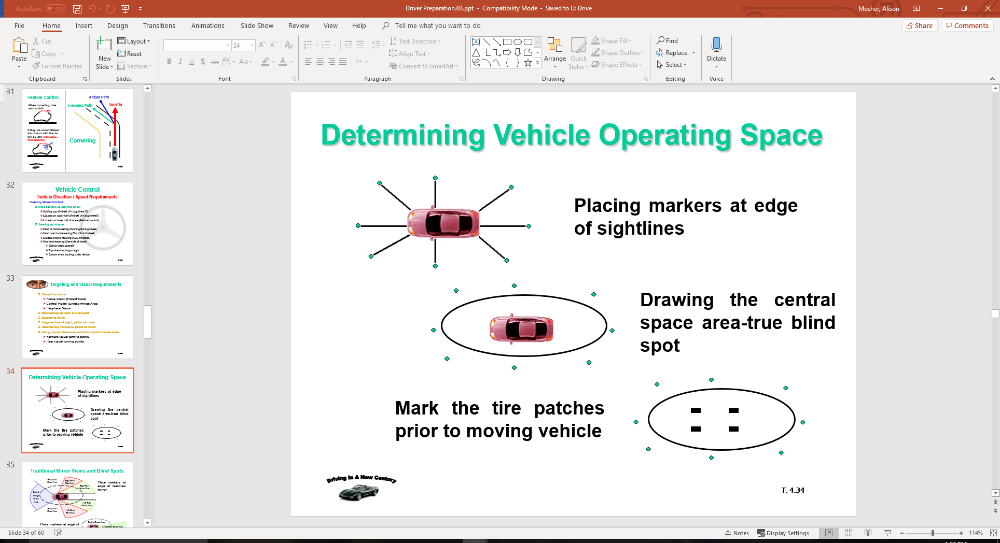 AutoSave Off
Driver Preparation.03.ppt - Compatibility Mode - Saved to U: Drive
Mosher, Alison
File Home Insert Design Transitions Animations Slide Show Review View Help Tell me what you want to do
Share Comments
Paste
Cut
Copy
Format Painter
Clipboard
New Slide
Layout
Reset
Section
Slides
24
B I U S ab AV Aa A
Font
Text Direction
Align Text
Convert to SmartArt
Paragraph
Arrange
Quick Styles
Shape Fill
Shape Outline
Shape Effects
Drawing
Find
Replace
Select
Editing
Dictate
Voice
31
Vehicle Control
When cornering, tires
tend to fold.
If they are underinflated,
the contact with the rim
will be lost (AIR LOSS
MAY OCCUR)
Actual Path
Intended Path
Inertia
Cornering
32
Vehicle Control
Vehicle Direction / Speed Requirements
Steering Wheel Control
Hand position on steering wheel
Holding top of wheel (Air bag threat !!!)
Located on upper half of wheel (Air bag threat!!)
Located on lower half of wheel (Relaxed control)
Steering techniques
Hand to hand steering (Pushing/Pulling wheel)
Hand over hand steering (Top third of wheel)
Limited evasive steering (ABS limitation)
One hand steering (Use side of wheel)
Side to reach controls
Top when backing straight
Bottom when backing trailer device
33
Targeting and Visual Requirements
Visual Functions
Focus Vision (Focal/Fovial)
Central Vision (Limited Fringe Area)
Peripheral Vision
Maintaining an open line of sight
Searching skills
Targeted line of sight, paths of travel
Referencing vehicle to paths of travel
Using visual references and turn points to make turns
Forward visual turning points
Rear visual turning points
34
Determining Vehicle Operating Space
Placing markers at edge
of sightlines
Drawing the central
space area-true blind
spot
Mark the tire patches
prior to moving vehicle
35
Traditional Mirror Views and Blind Spots
Place markers at
edge of rear-view
mirror
Place markers at edge of
Determining Vehicle Operating Space
Placing markers at edge
of sightlines
Drawing the central
space area-true blind
spot
Mark the tire patches
prior to moving vehicle
Driving In A New Century
T. 4.34
Slide 34 of 60
Notes Display Settings 114%